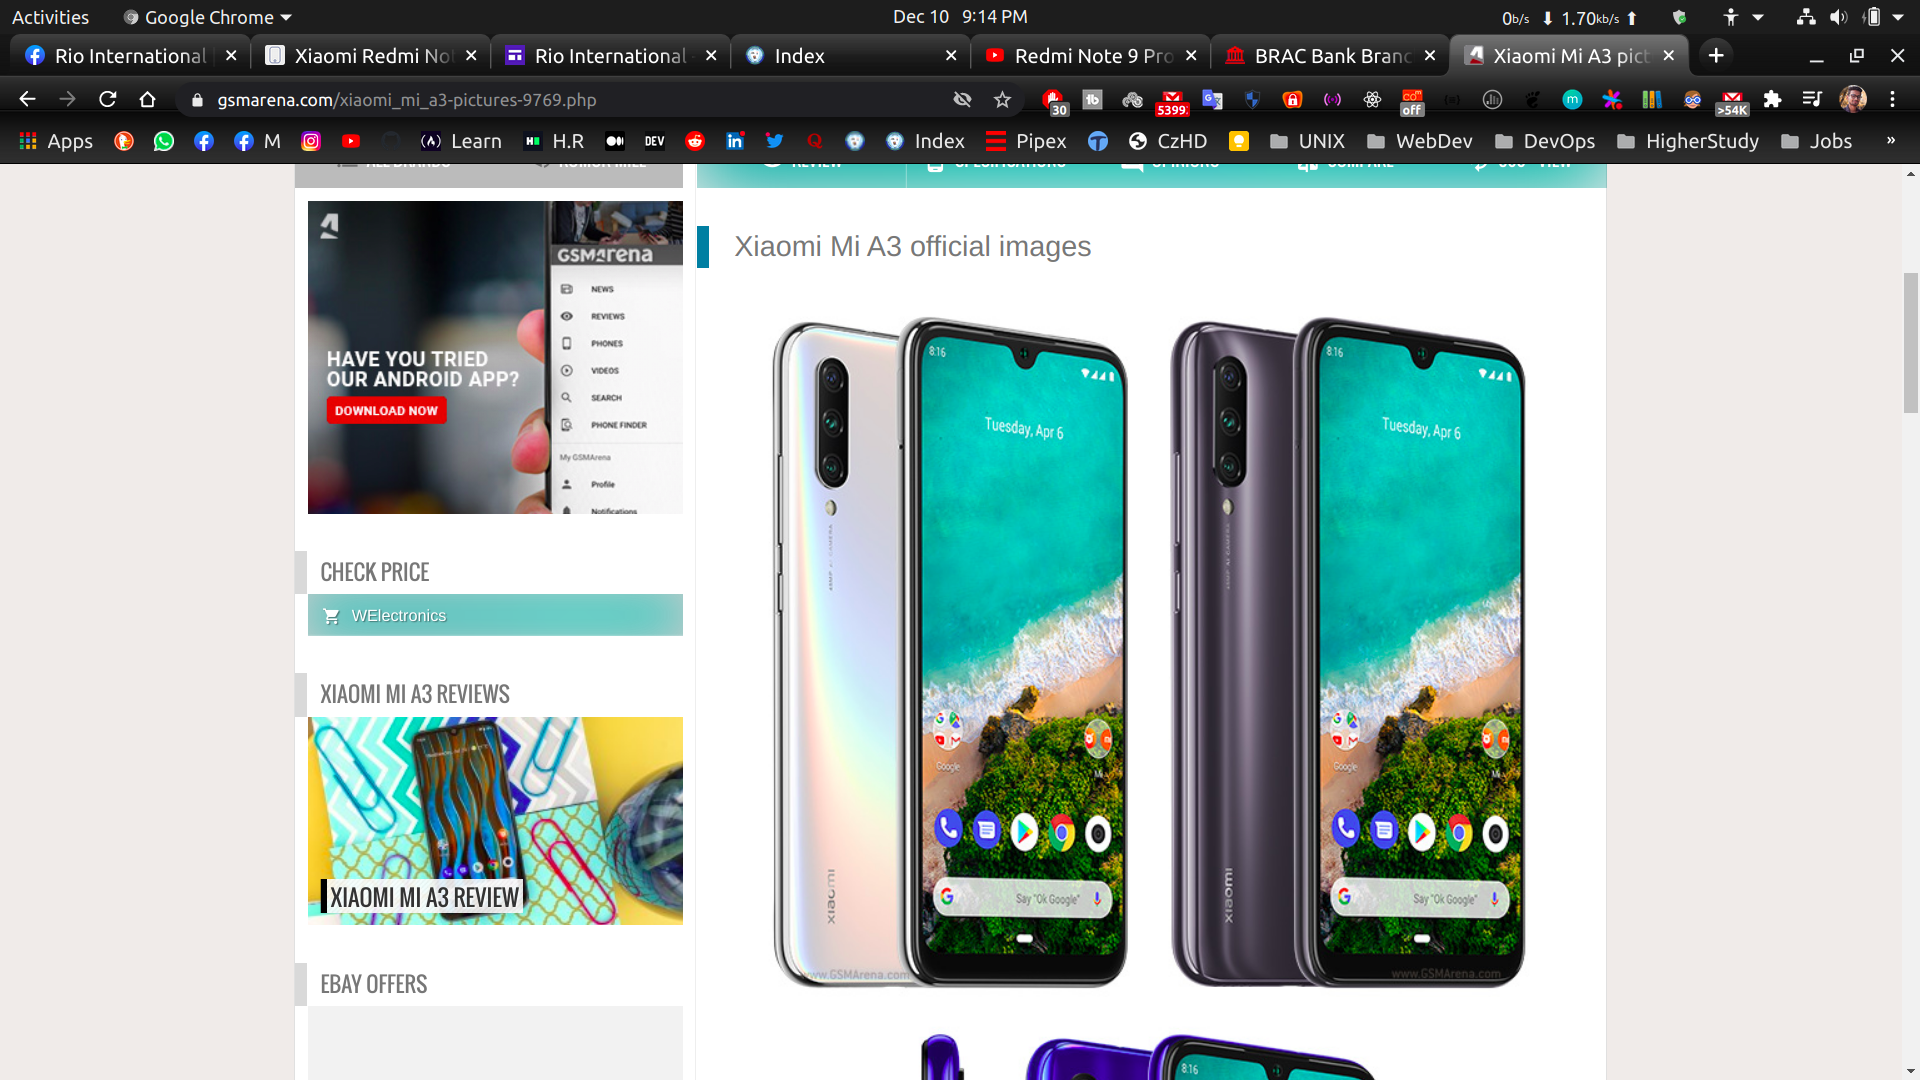 Activities
Google Chrome
Dec 10 9:14 PM
0b/s
1.70kb/s
Rio International
Xiaomi Redmi Not
Rio International -
Index
Redmi Note 9 Pro
BRAC Bank Branc
Xiaomi Mi A3 pict
gsmarena.com/xiaomi_mi_a3-pictures-9769.php
30
5399
off
>54K
Apps
M
Learn
H.R
DEV
Index
Pipex
CzHD
UNIX
WebDev
DevOps
HigherStudy
Jobs
»
Xiaomi Mi A3 official images
GSMArena
NEWS
REVIEWS
PHONES
VIDEOS
SEARCH
PHONE FINDER
My GSMArena
Profile
Notifications
HAVE YOU TRIED
OUR ANDROID APP?
DOWNLOAD NOW
CHECK PRICE
WElectronics
XIAOMI MI A3 REVIEWS
XIAOMI MI A3 REVIEW
EBAY OFFERS
8:16
Tuesday, Apr 6
Google
Mi
Say "Ok Google"
xiaomi
www.GSMArena.com
8:16
Tuesday, Apr 6
Google
Mi
Say "Ok Google"
xiaomi
www.GSMArena.com
8:16